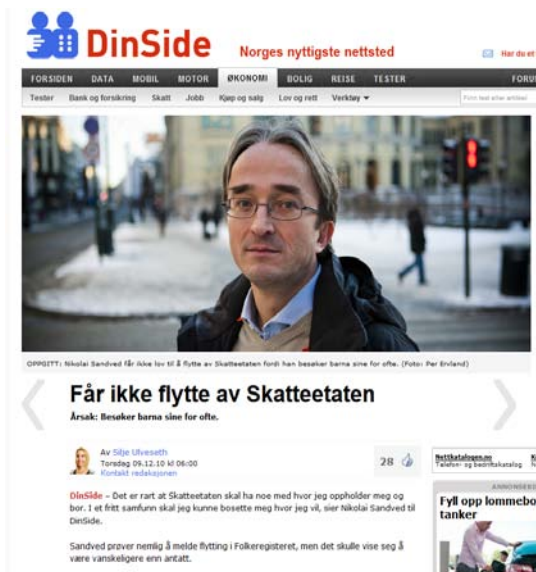 DinSide
Norges nyttigste nettsted
Har du et
FORSIDEN DATA MOBIL MOTOR ØKONOMI BOLIG REISE TESTER FORUM
Tester Bank og forsikring Skatt Jobb Kjøp og salg Lov og rett Verktøy
Finn test eller artikkel
OPPGITT: Nikolai Sandved får ikke lov til å flytte av Skatteetaten fordi han besøker barna sine for ofte. (Foto: Per Ervland)
Får ikke flytte av Skatteetaten
Årsak: Besøker barna sine for ofte.
Av Silje Ulveseth
Torsdag 09.12.10 kl 06:00
Kontakt redaksjonen
28
Nettkatalogen.no
Telefon- og bedriftskatalog
ANNONSEBI
DinSide - Det er rart at Skatteetaten skal ha noe med hvor jeg oppholder meg og
bor. I et fritt samfunn skal jeg kunne bosette meg hvor jeg vil, sier Nikolai Sandved til
DinSide.
Fyll opp lommebo
tanker
Sandved prøver nemlig å melde flytting i Folkeregisteret, men det skulle vise seg å
være vanskeligere enn antatt.